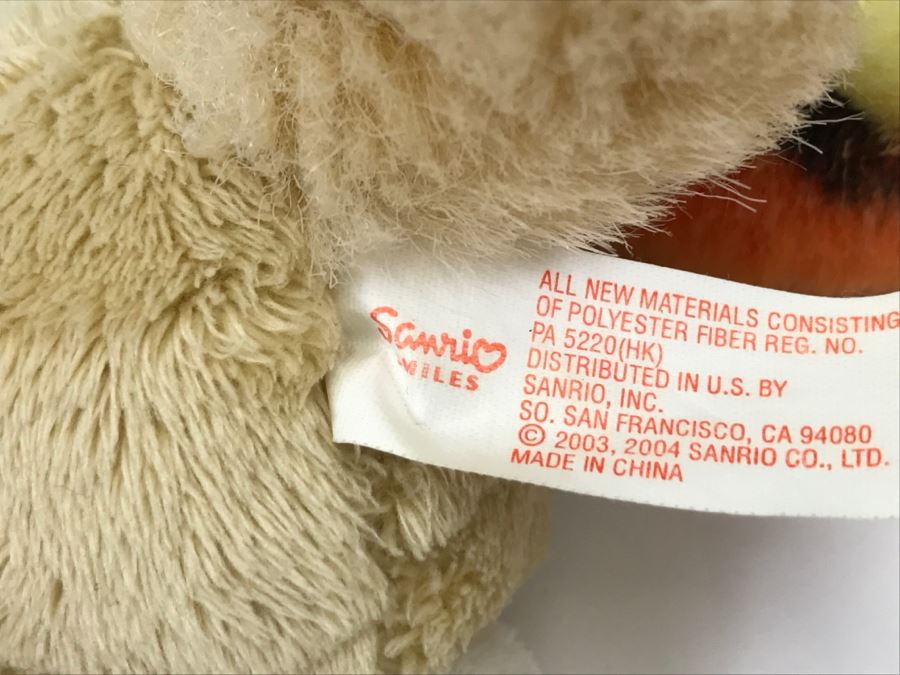 Sanrio
SMILES
ALL NEW MATERIALS CONSISTING
OF POLYESTER FIBER REG. NO.
PA 5220(HK)
DISTRIBUTED IN U.S. BY
SANRIO, INC.
SO. SAN FRANCISCO, CA 94080
© 2003, 2004 SANRIO CO., LTD.
MADE IN CHINA